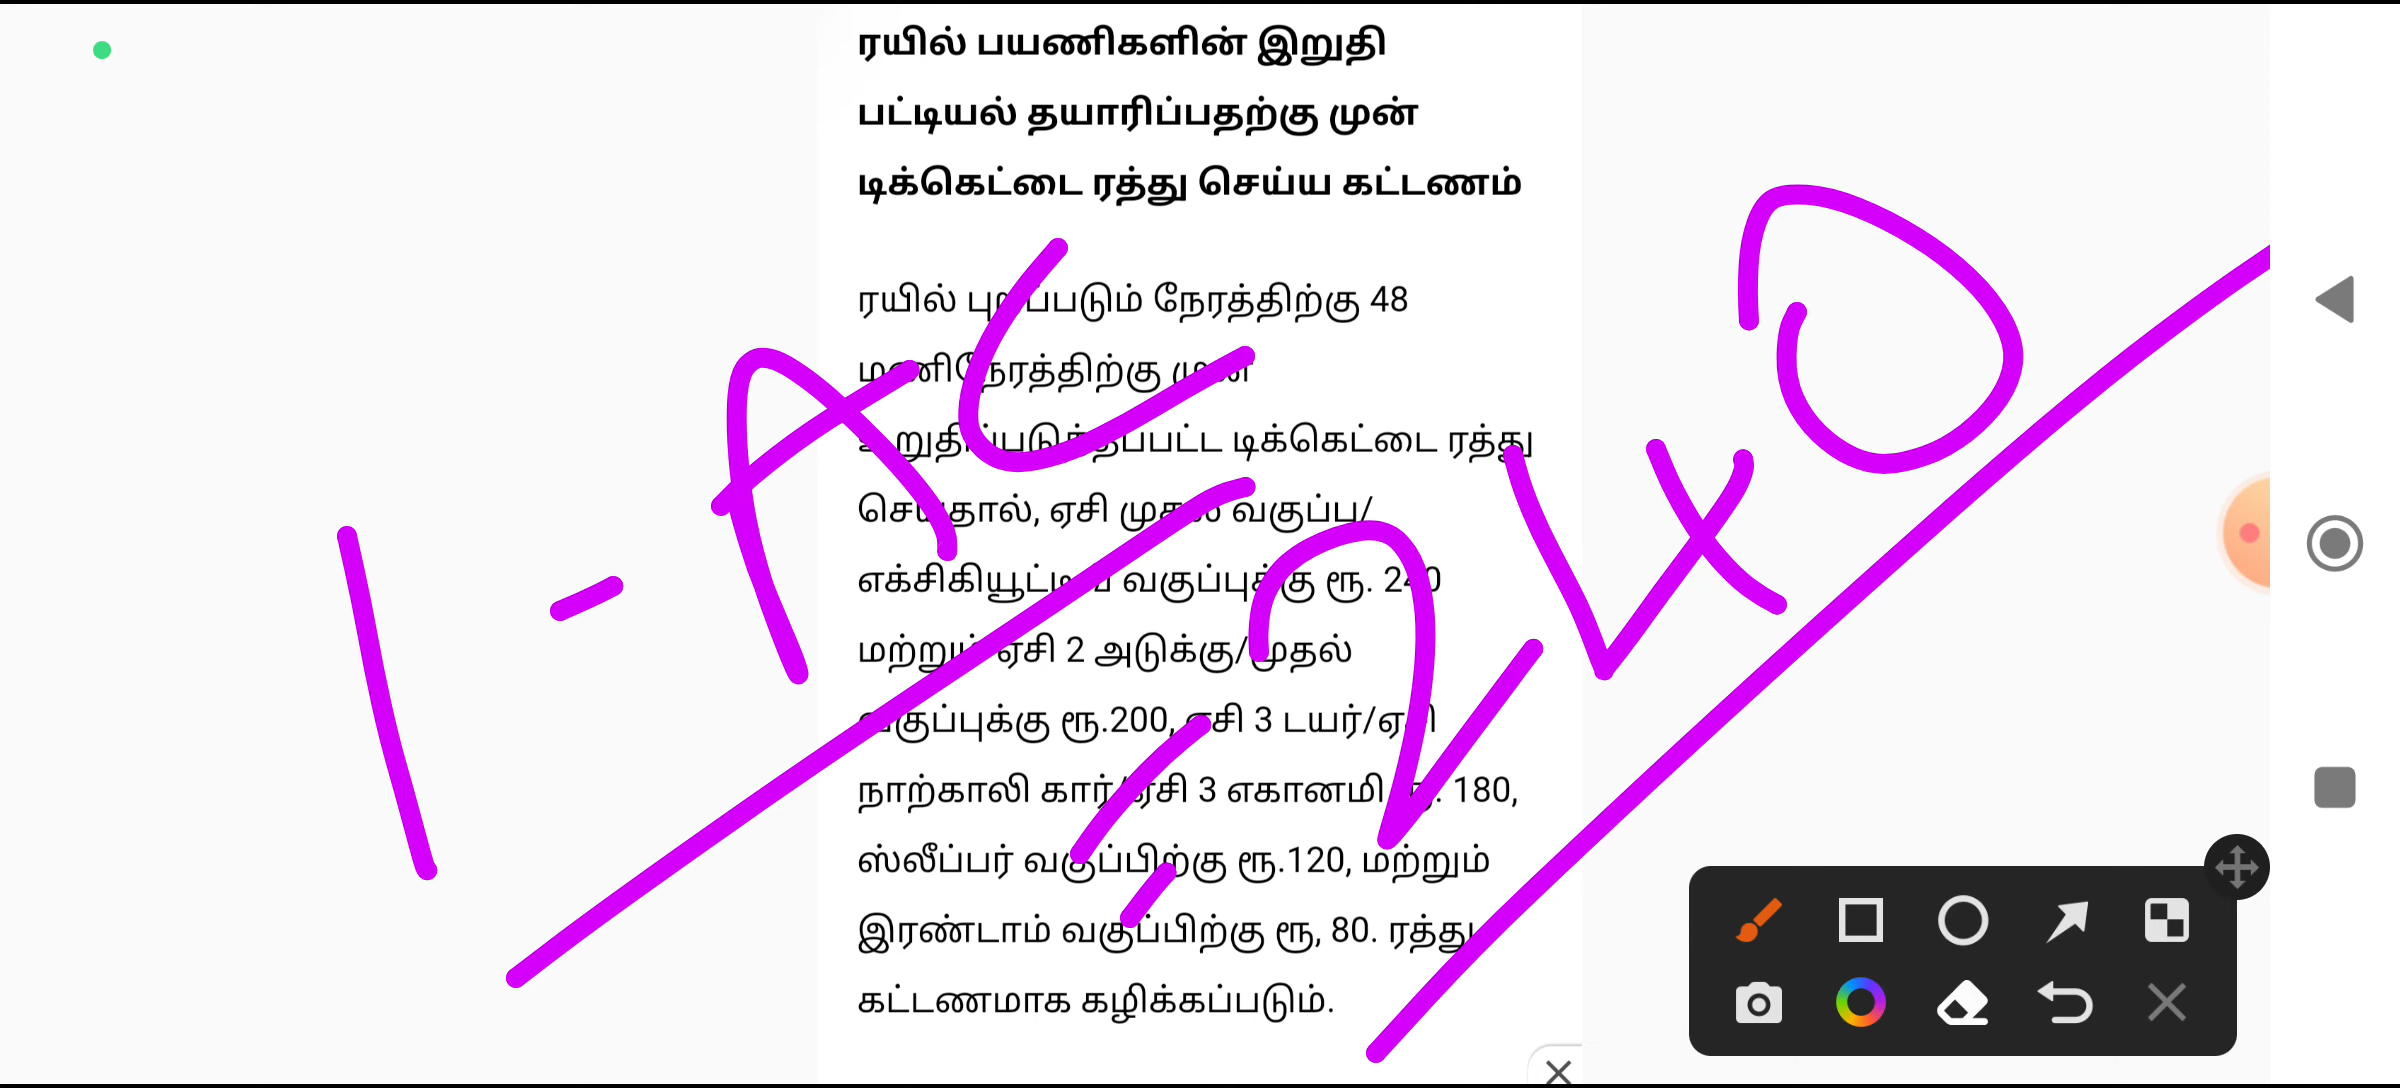 ரயில் பயணிகளின் இறுதி
பட்டியல் தயாரிப்பதற்கு முன்
டிக்கெட்டை ரத்து செய்ய கட்டணம்
ரயில் புறப்படும் நேரத்திற்கு 48
மணிநேரத்திற்கு முன்
உறுதிப்படுத்தப்பட்ட டிக்கெட்டை ரத்து
செய்தால், ஏசி முதல் வகுப்பு/
எக்சிகியூட்டிவ் வகுப்புக்கு ரூ. 240
மற்றும் ஏசி 2 அடுக்கு/முதல்
வகுப்புக்கு ரூ.200, ஏசி 3 டயர்/ஏசி
நாற்காலி கார்/ஏசி 3 எகானமி ரூ. 180,
ஸ்லீப்பர் வகுப்பிற்கு ரூ.120, மற்றும்
இரண்டாம் வகுப்பிற்கு ரூ, 80. ரத்து
கட்டணமாக கழிக்கப்படும்.
1 - AC = 240